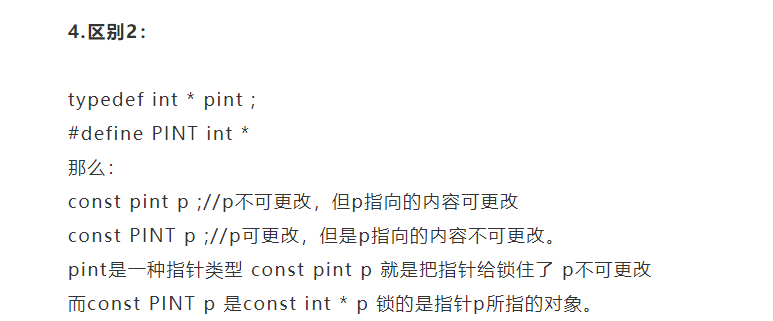 4.区别2：
typedef int * pint ;
#define PINT int *
那么：
const pint p ;//p不可更改，但p指向的内容可更改
const PINT p ;//p可更改，但是p指向的内容不可更改。
pint是一种指针类型 const pint p 就是把指针给锁住了 p不可更改
而const PINT p 是const int * p 锁的是指针p所指的对象。